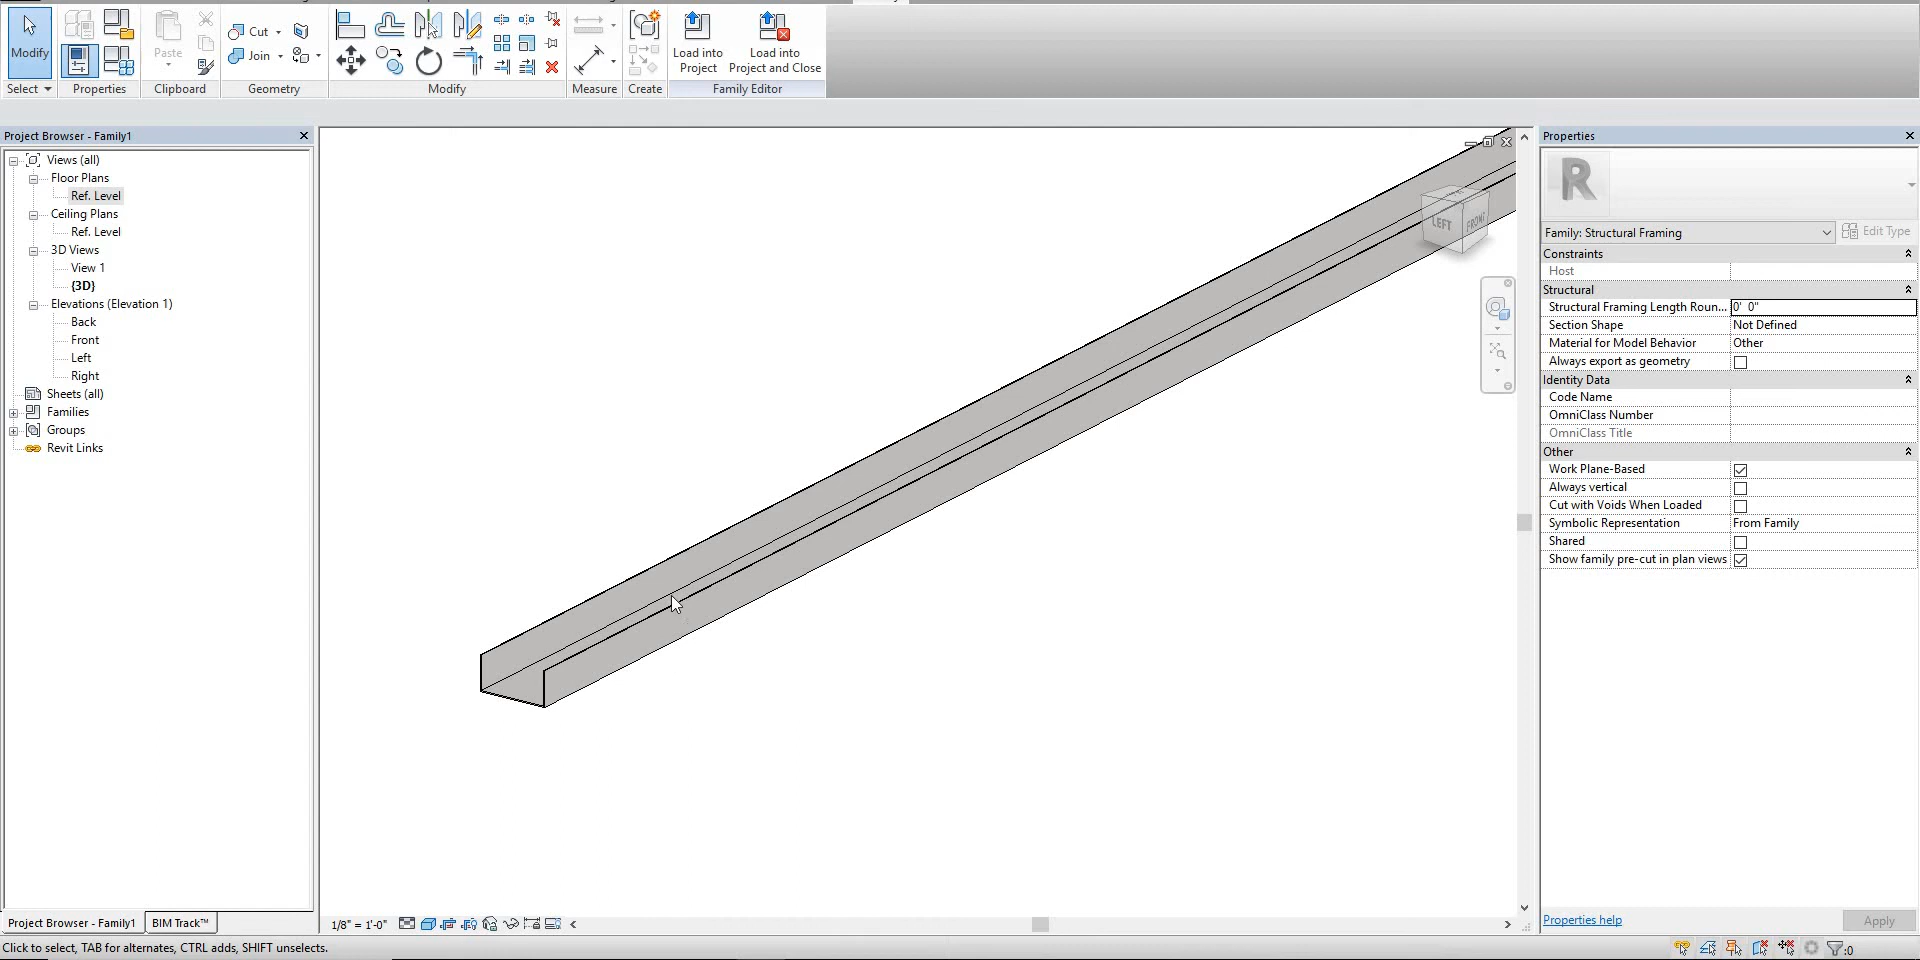 Modify
Paste
Cut
Join
Load into
Project
Load into
Project and Close
Select
Properties
Clipboard
Geometry
Modify
Measure
Create
Family Editor
Project Browser - Family1
Views (all)
Floor Plans
Ref. Level
Ceiling Plans
Ref. Level
3D Views
View 1
{3D}
Elevations (Elevation 1)
Back
Front
Left
Right
Sheets (all)
Families
Groups
Revit Links
Project Browser - Family1
BIM Track™
LEFT
FRONT
1/8" = 1'-0"
Properties
R
Family: Structural Framing
Edit Type
Constraints
Host
Structural
Structural Framing Length Roun... 0' 0"
Section Shape Not Defined
Material for Model Behavior Other
Always export as geometry
Identity Data
Code Name
OmniClass Number
OmniClass Title
Other
Work Plane-Based
Always vertical
Cut with Voids When Loaded
Symbolic Representation From Family
Shared
Show family pre-cut in plan views
Properties help
Apply
Click to select, TAB for alternates, CTRL adds, SHIFT unselects.
:0